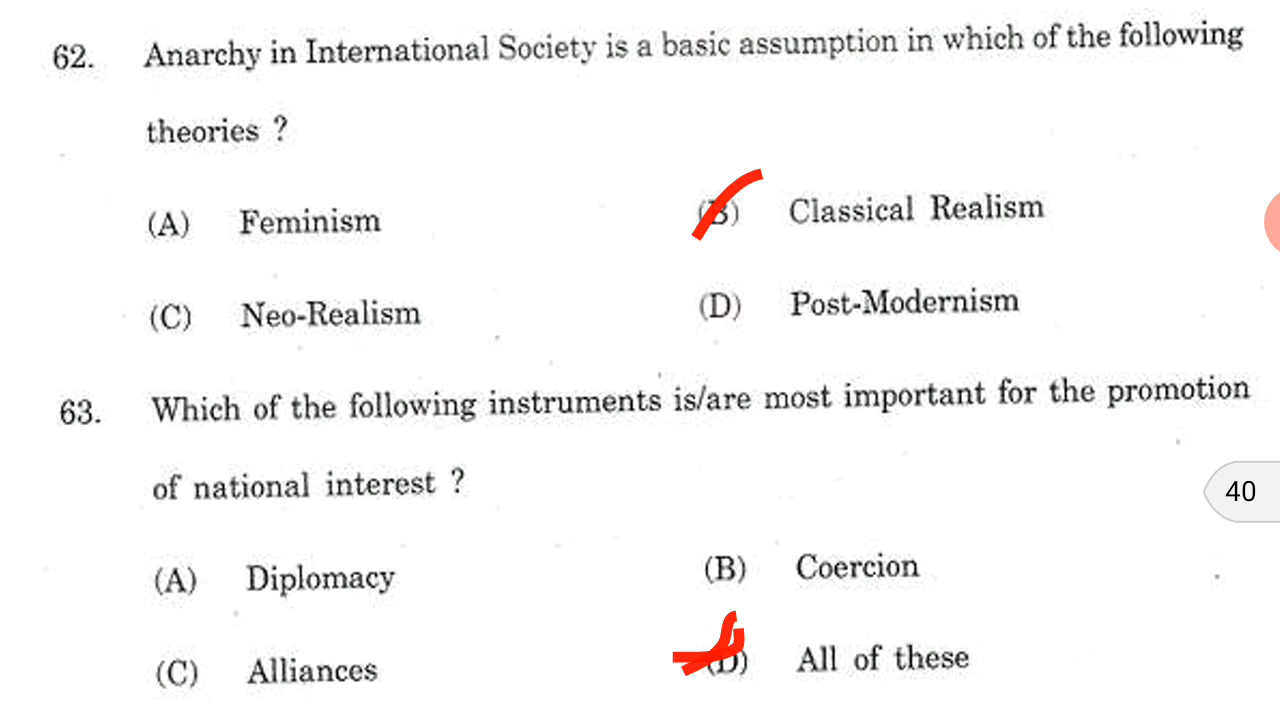 62. Anarchy in International Society is a basic assumption in which of the following
theories ?
(A) Feminism (B) Classical Realism
(C) Neo-Realism (D) Post-Modernism
63. Which of the following instruments is/are most important for the promotion
of national interest ?
40
(A) Diplomacy (B) Coercion
(C) Alliances (D) All of these